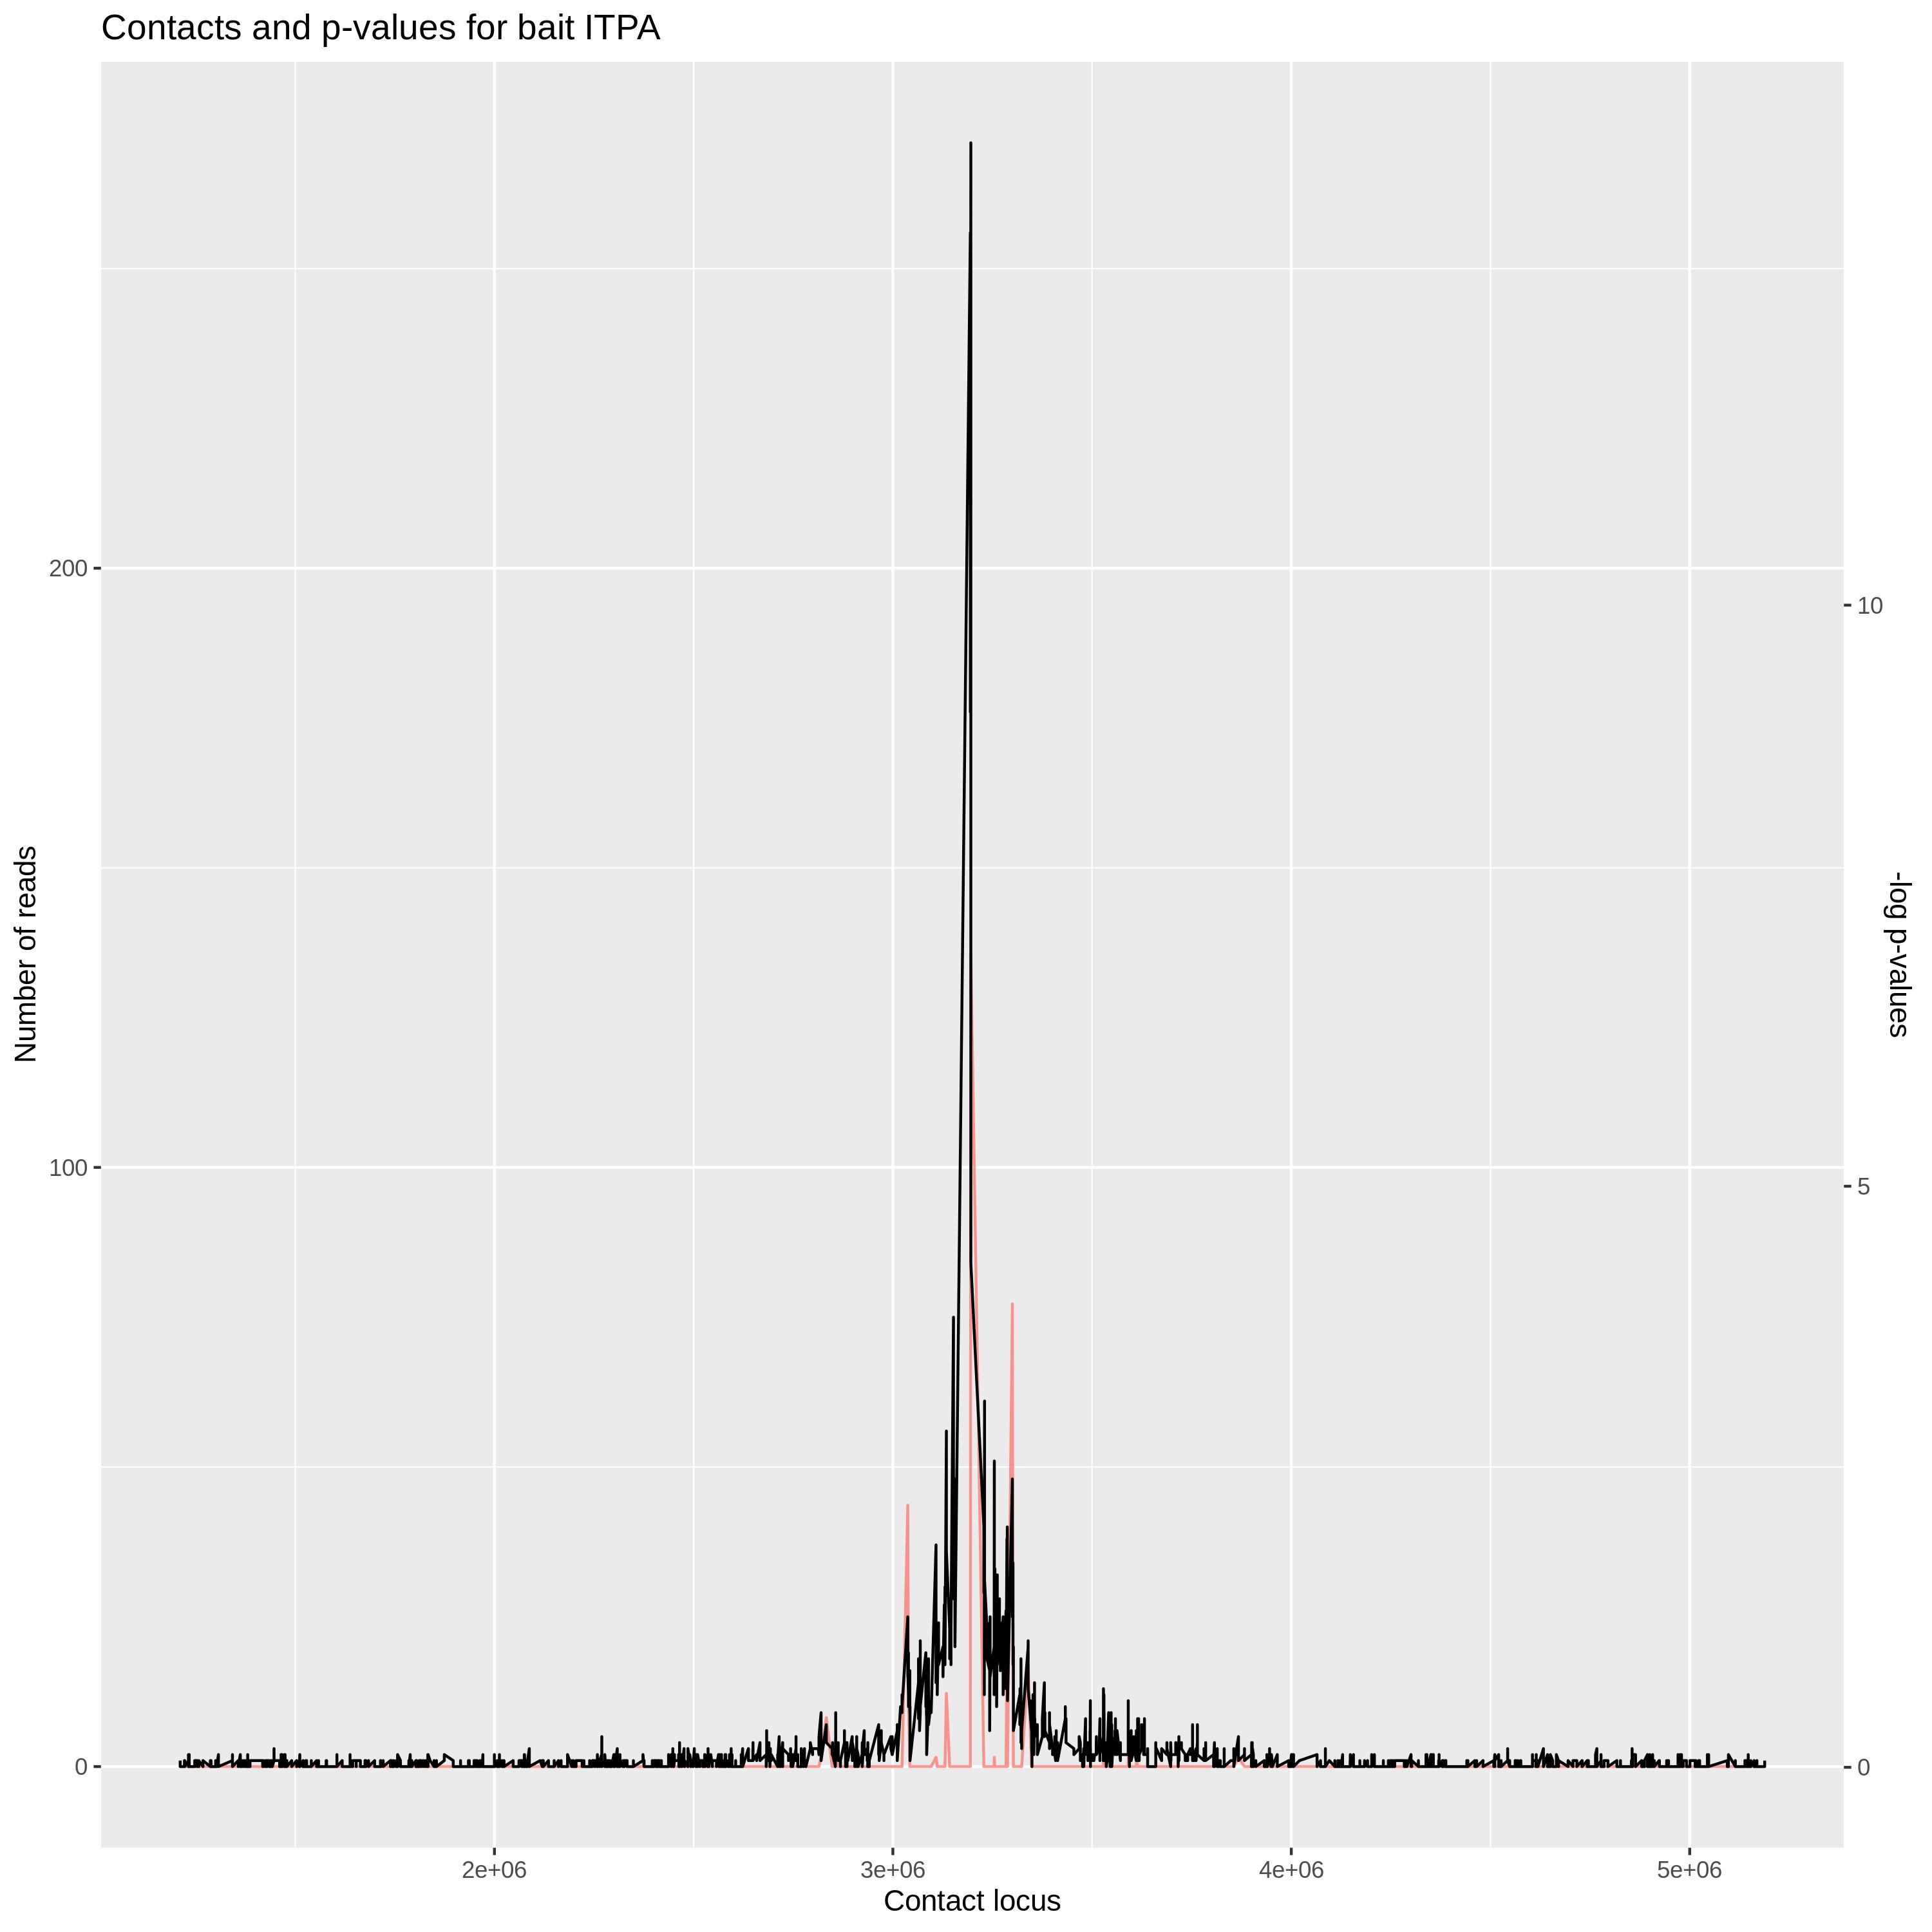 Contacts and p-values for bait ITPA
Number of reads
200
100
0
10
5
0
-log p-values
2e+06
3e+06
4e+06
5e+06
Contact locus